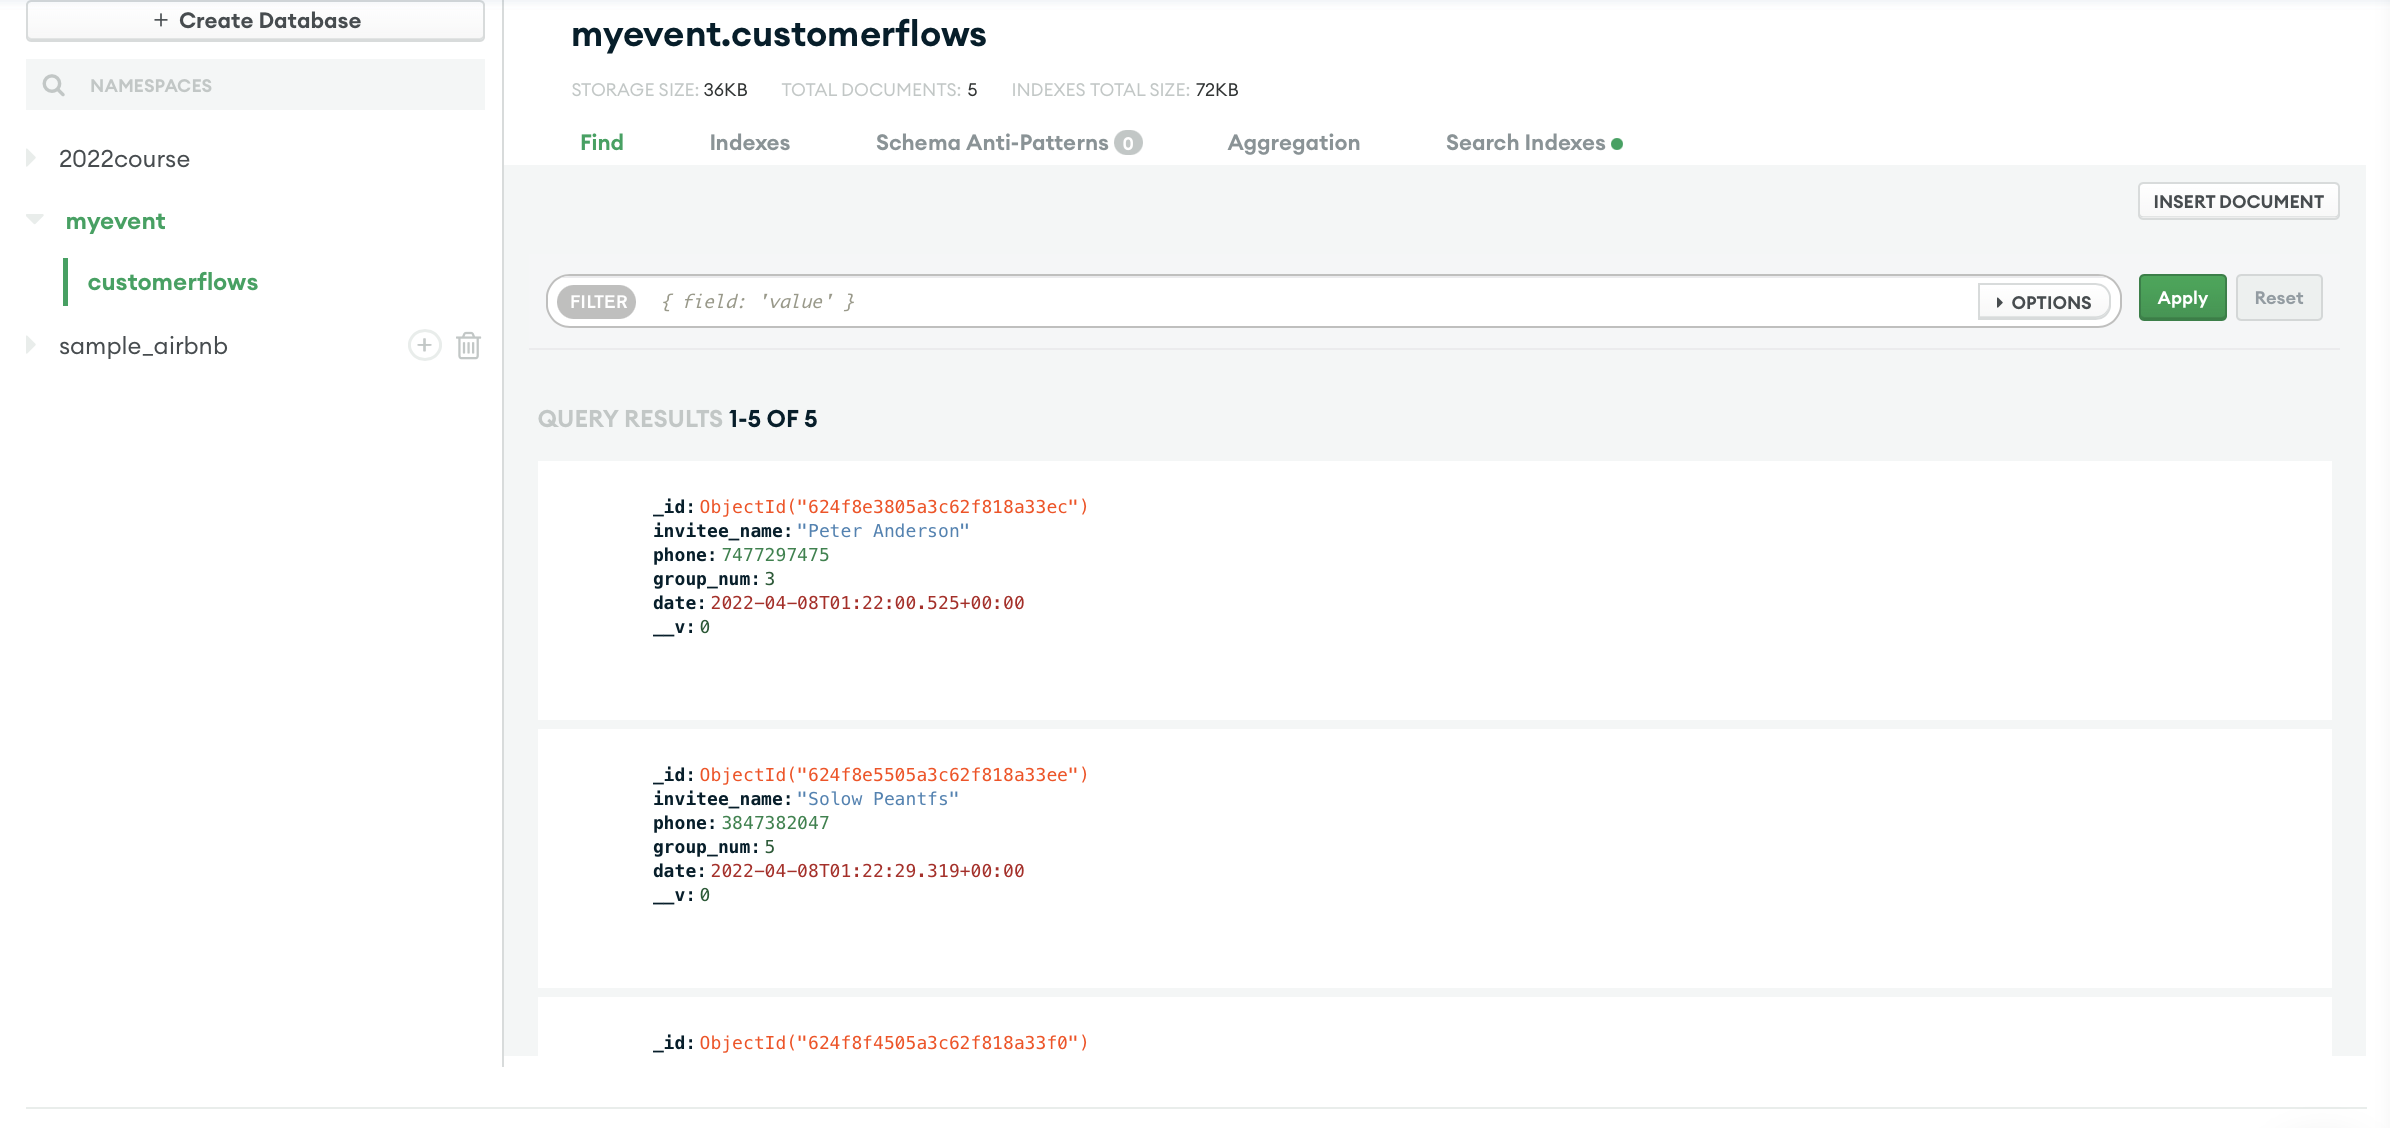 + Create Database
NAMESPACES
2022course
myevent
customerflows
sample_airbnb
myevent.customerflows
STORAGE SIZE: 36KB TOTAL DOCUMENTS: 5 INDEXES TOTAL SIZE: 72KB
Find Indexes Schema Anti-Patterns 0 Aggregation Search Indexes
INSERT DOCUMENT
FILTER { field: 'value' } OPTIONS Apply Reset
QUERY RESULTS 1-5 OF 5
_id: ObjectId("624f8e3805a3c62f818a33ec")
invitee_name: "Peter Anderson"
phone: 7477297475
group_num: 3
date: 2022-04-08T01:22:00.525+00:00
__v: 0
_id: ObjectId("624f8e5505a3c62f818a33ee")
invitee_name: "Solow Peantfs"
phone: 3847382047
group_num: 5
date: 2022-04-08T01:22:29.319+00:00
__v: 0
_id: ObjectId("624f8f4505a3c62f818a33f0")